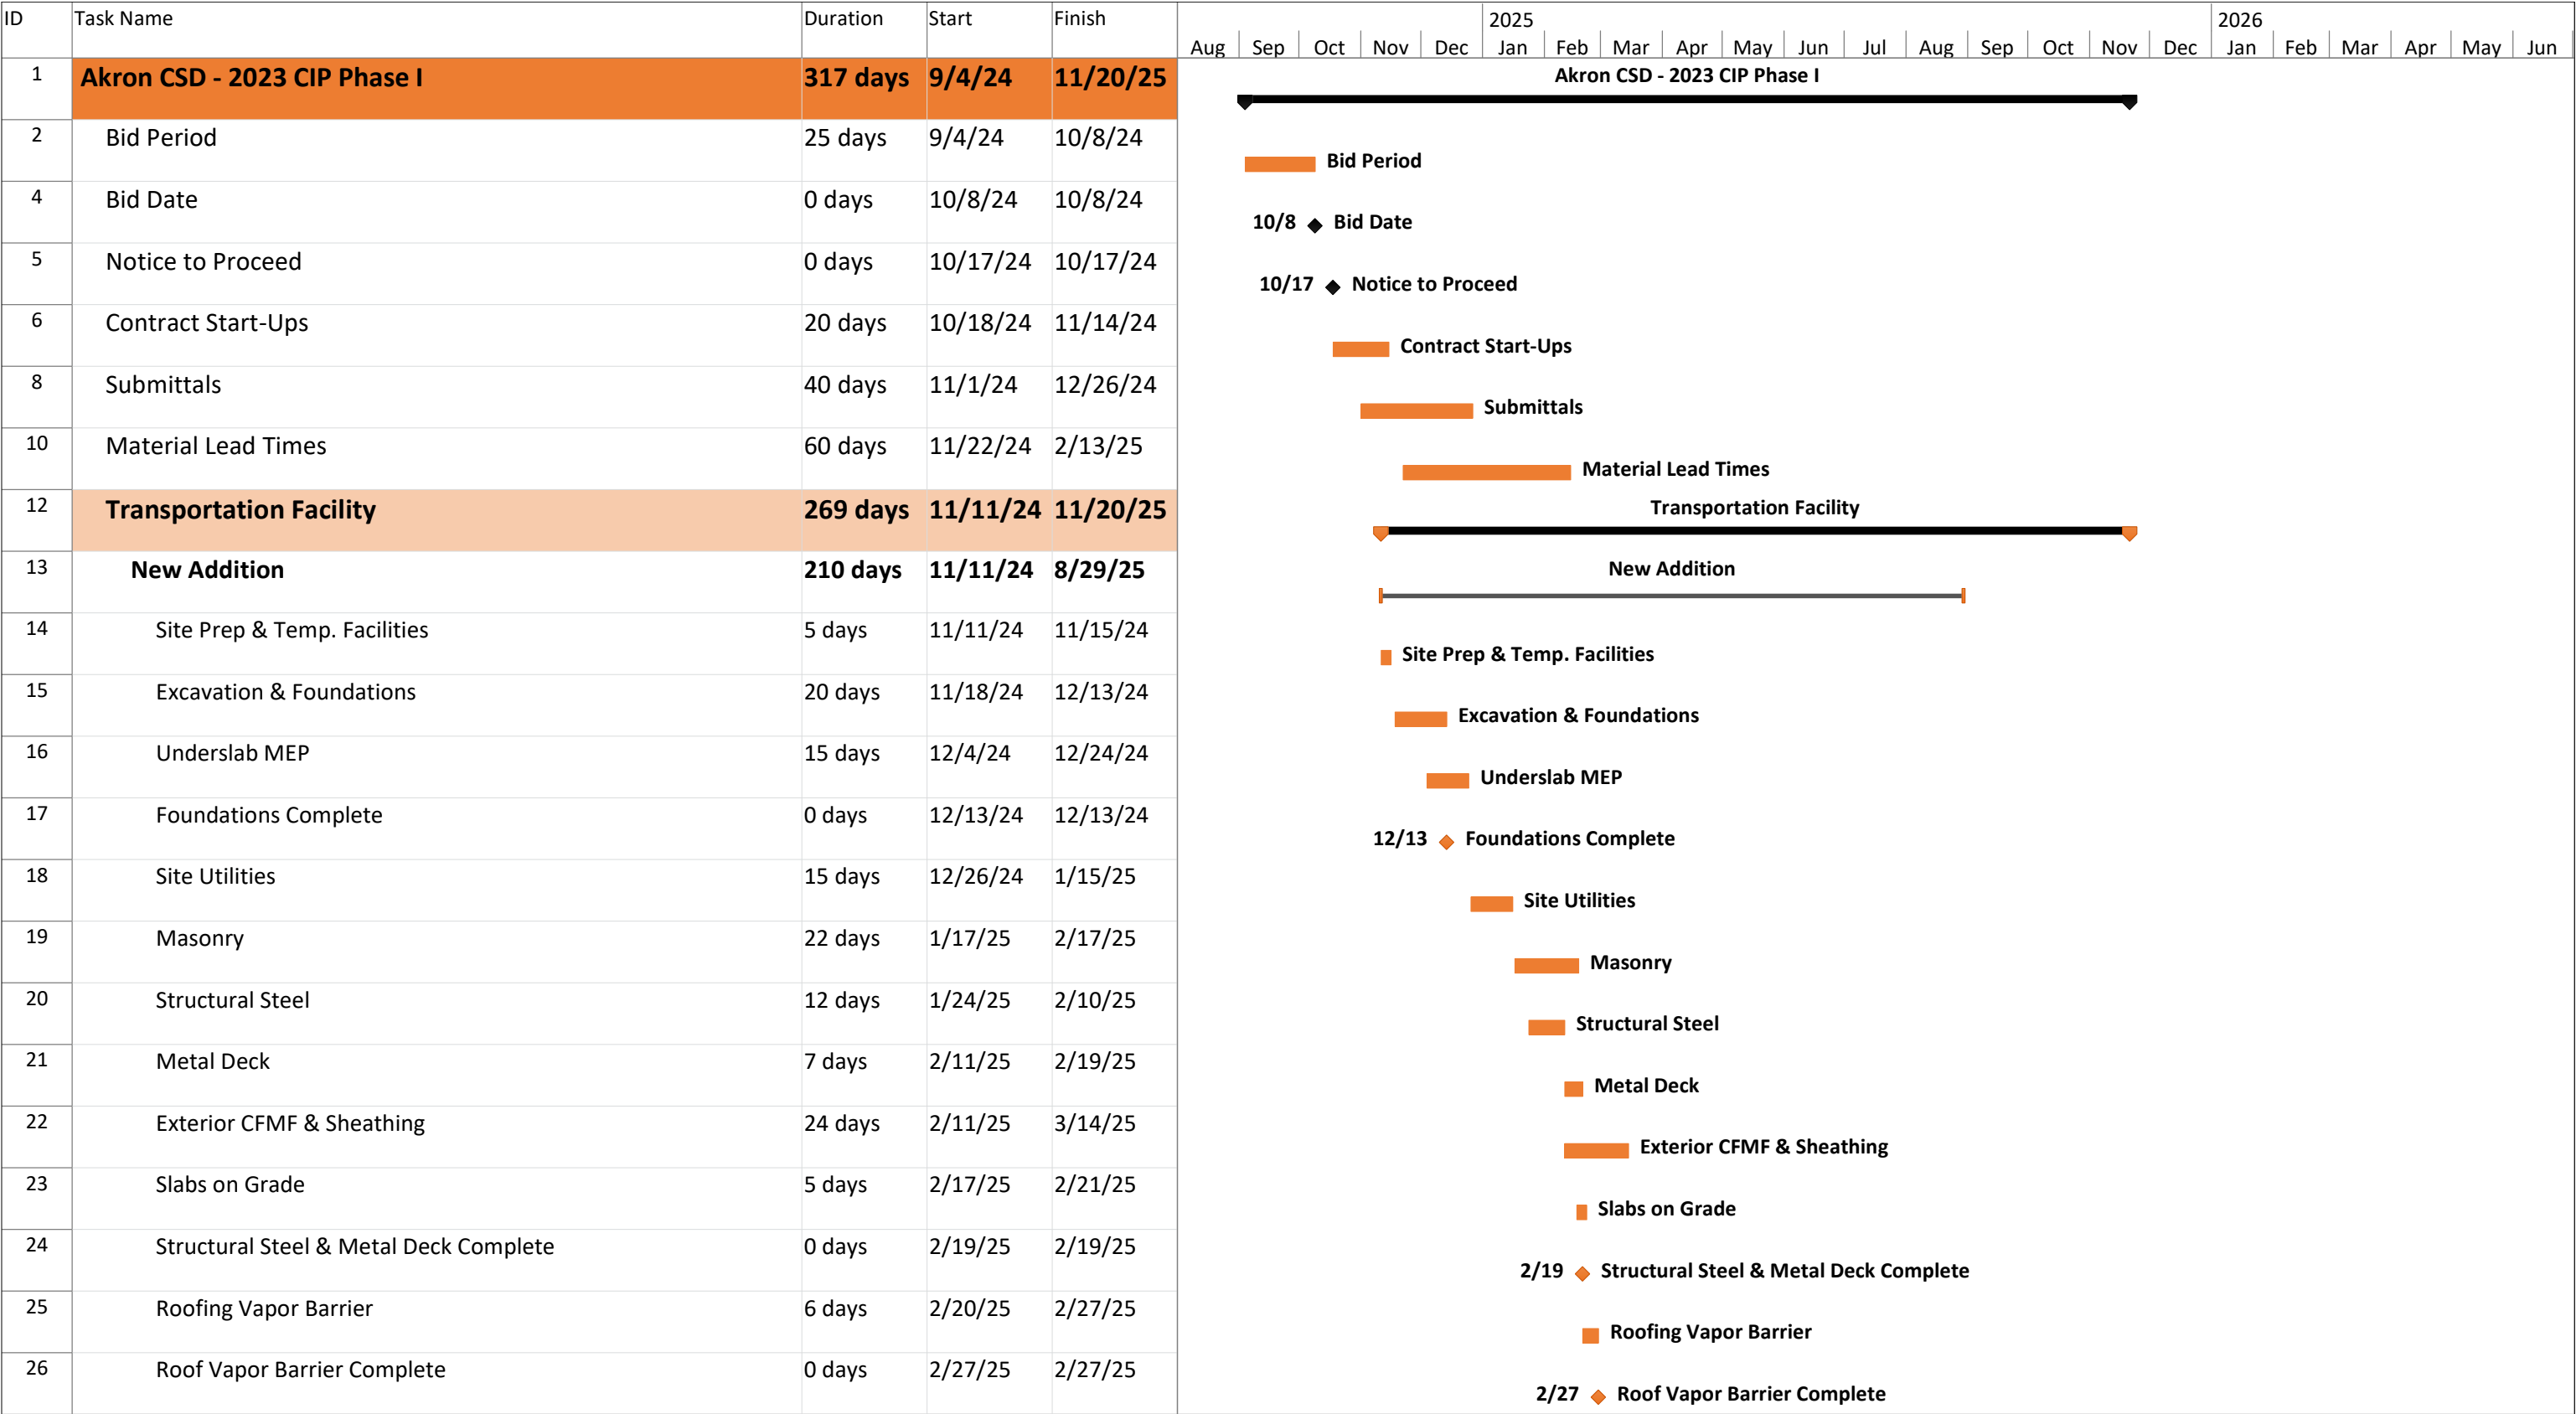 ID Task Name Duration Start Finish 2025 2026
Aug Sep Oct Nov Dec Jan Feb Mar Apr May Jun Jul Aug Sep Oct Nov Dec Jan Feb Mar Apr May Jun
1 Akron CSD - 2023 CIP Phase I 317 days 9/4/24 11/20/25 Akron CSD - 2023 CIP Phase I
2 Bid Period 25 days 9/4/24 10/8/24 Bid Period
4 Bid Date 0 days 10/8/24 10/8/24 10/8 Bid Date
5 Notice to Proceed 0 days 10/17/24 10/17/24 10/17 Notice to Proceed
6 Contract Start-Ups 20 days 10/18/24 11/14/24 Contract Start-Ups
8 Submittals 40 days 11/1/24 12/26/24 Submittals
10 Material Lead Times 60 days 11/22/24 2/13/25 Material Lead Times
12 Transportation Facility 269 days 11/11/24 11/20/25 Transportation Facility
13 New Addition 210 days 11/11/24 8/29/25 New Addition
14 Site Prep & Temp. Facilities 5 days 11/11/24 11/15/24 Site Prep & Temp. Facilities
15 Excavation & Foundations 20 days 11/18/24 12/13/24 Excavation & Foundations
16 Underslab MEP 15 days 12/4/24 12/24/24 Underslab MEP
17 Foundations Complete 0 days 12/13/24 12/13/24 12/13 Foundations Complete
18 Site Utilities 15 days 12/26/24 1/15/25 Site Utilities
19 Masonry 22 days 1/17/25 2/17/25 Masonry
20 Structural Steel 12 days 1/24/25 2/10/25 Structural Steel
21 Metal Deck 7 days 2/11/25 2/19/25 Metal Deck
22 Exterior CFMF & Sheathing 24 days 2/11/25 3/14/25 Exterior CFMF & Sheathing
23 Slabs on Grade 5 days 2/17/25 2/21/25 Slabs on Grade
24 Structural Steel & Metal Deck Complete 0 days 2/19/25 2/19/25 2/19 Structural Steel & Metal Deck Complete
25 Roofing Vapor Barrier 6 days 2/20/25 2/27/25 Roofing Vapor Barrier
26 Roof Vapor Barrier Complete 0 days 2/27/25 2/27/25 2/27 Roof Vapor Barrier Complete